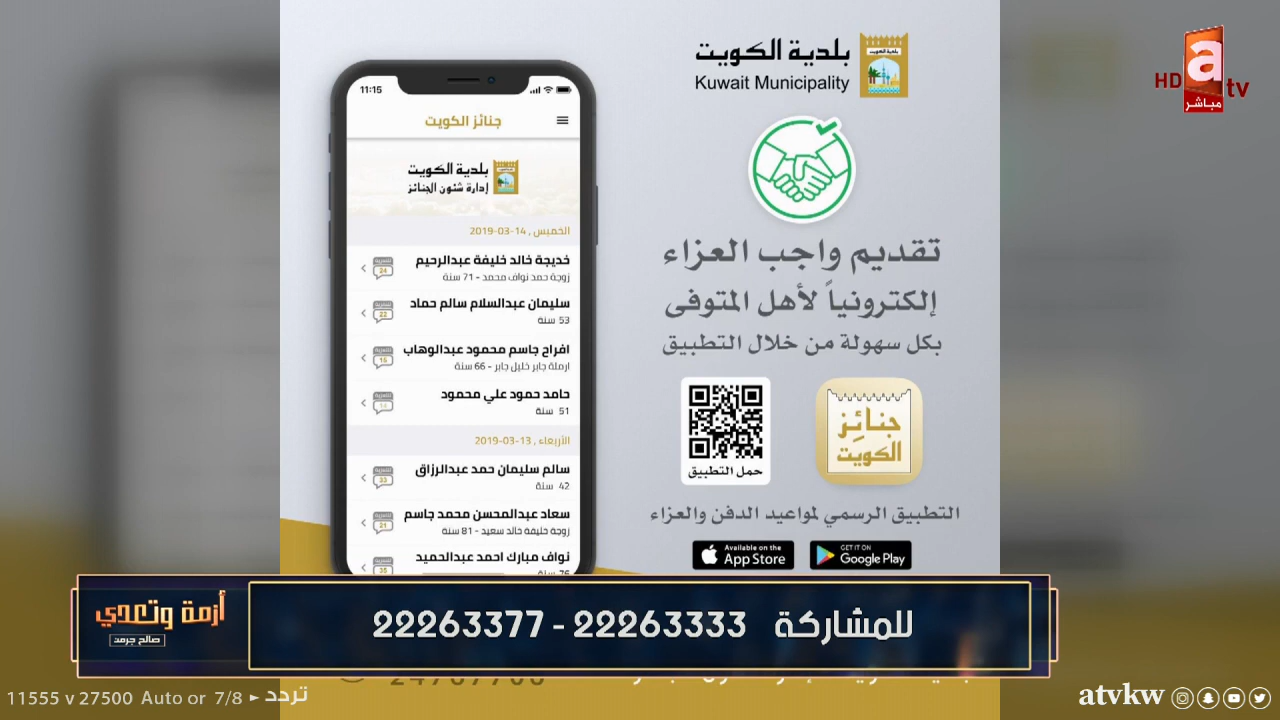 بلدية الكويت
Kuwait Municipality
a
HD tv
مباشر
11:15
جنائز الكويت
بلدية الكويت
إدارة شئون الجنائز
الخميس , 14-03-2019
خديجة خالد خليفة عبدالرحيم
زوجة حمد نواف محمد - 71 سنة
24
سليمان عبدالسلام سالم حماد
53 سنة
22
افراح جاسم محمود عبدالوهاب
ارملة جابر خليل جابر - 66 سنة
15
حامد حمود علي محمود
51 سنة
الأربعاء , 13-03-2019
سالم سليمان حمد عبدالرزاق
42 سنة
33
سعاد عبدالمحسن محمد جاسم
زوجة خليفة خالد سعيد - 81 سنة
21
نواف مبارك احمد عبدالحميد
35
تقديم واجب العزاء
إلكترونياً لأهل المتوفى
بكل سهولة من خلال التطبيق
حمل التطبيق
جنائز
الكويت
التطبيق الرسمي لمواعيد الدفن والعزاء
Available on the
App Store
GET IT ON
Google Play
أزمة وتعدي
صالح جرمد
للمشاركة 22263333 - 22263377
تردد ► 11555 v 27500 Auto or 7/8
atvkw